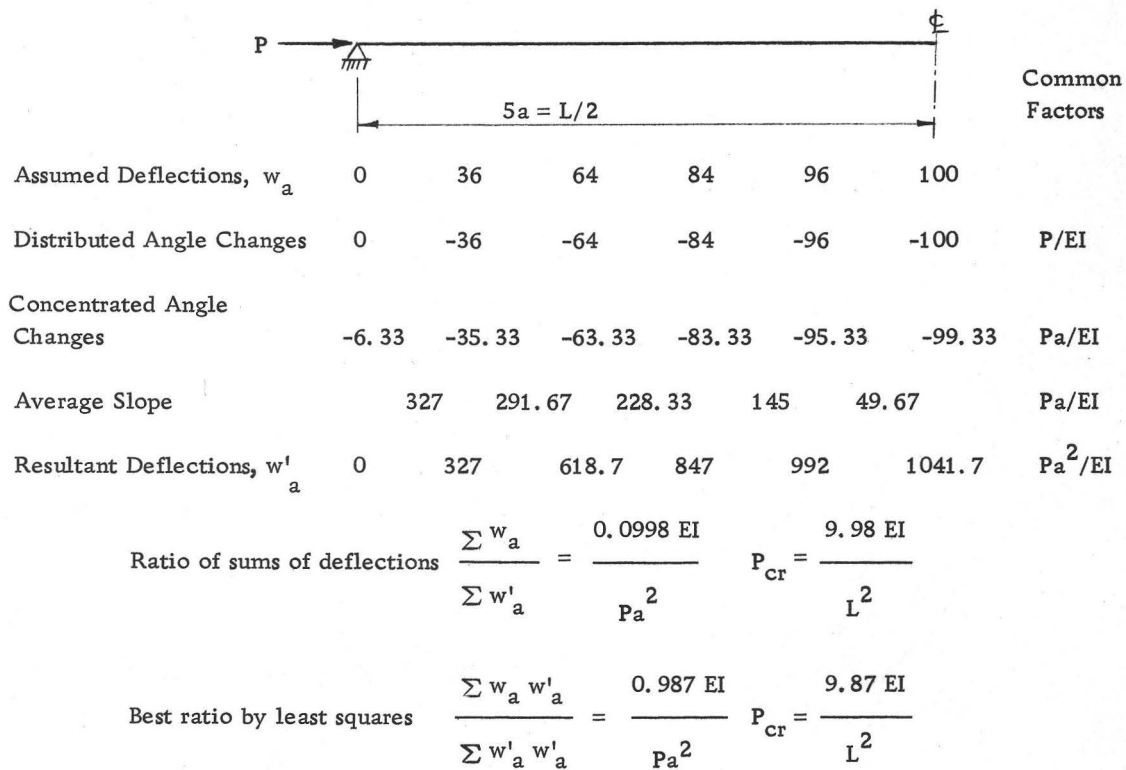 ℄
P
Common
Factors
5a = L/2
Assumed Deflections, w_a 0 36 64 84 96 100
Distributed Angle Changes 0 -36 -64 -84 -96 -100 P/EI
Concentrated Angle
Changes -6.33 -35.33 -63.33 -83.33 -95.33 -99.33 Pa/EI
Average Slope 327 291.67 228.33 145 49.67 Pa/EI
Resultant Deflections, w'_a 0 327 618.7 847 992 1041.7 Pa²/EI
Ratio of sums of deflections Σ w_a / Σ w'_a = 0.0998 EI / Pa² P_cr = 9.98 EI / L²
Best ratio by least squares Σ w_a w'_a / Σ w'_a w'_a = 0.987 EI / Pa² P_cr = 9.87 EI / L²